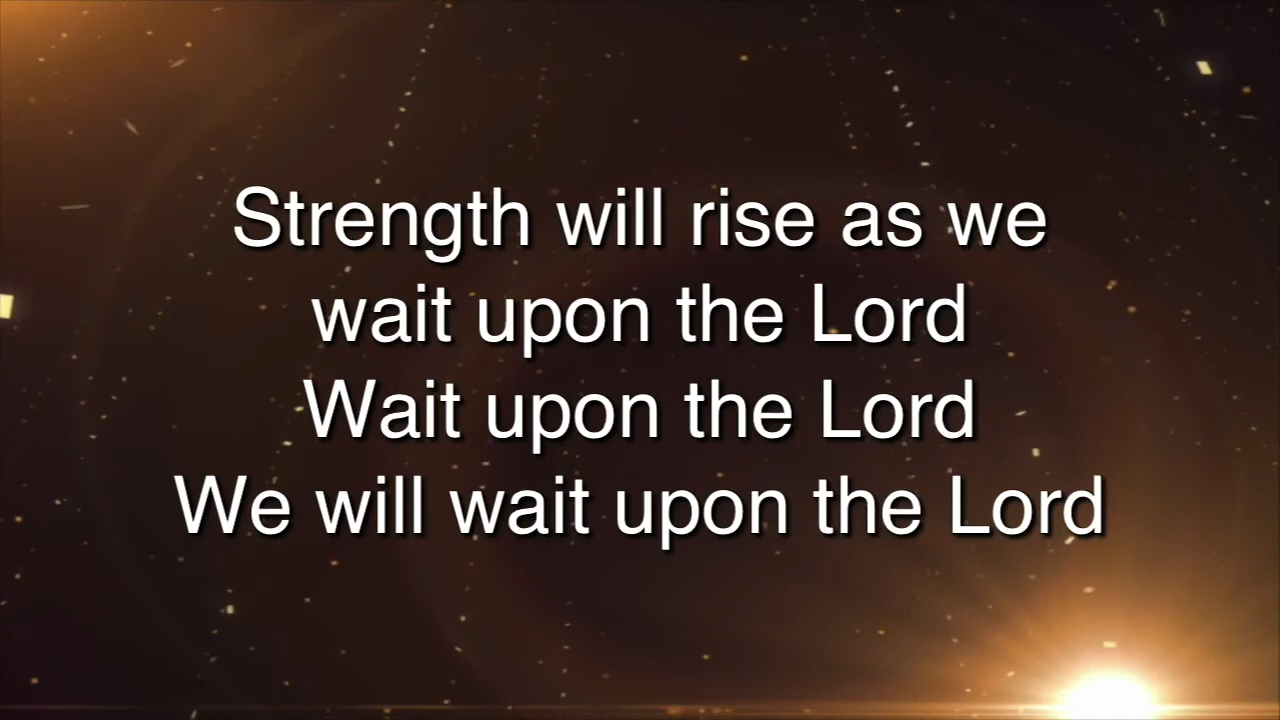 Strength will rise as we
wait upon the Lord
Wait upon the Lord
We will wait upon the Lord